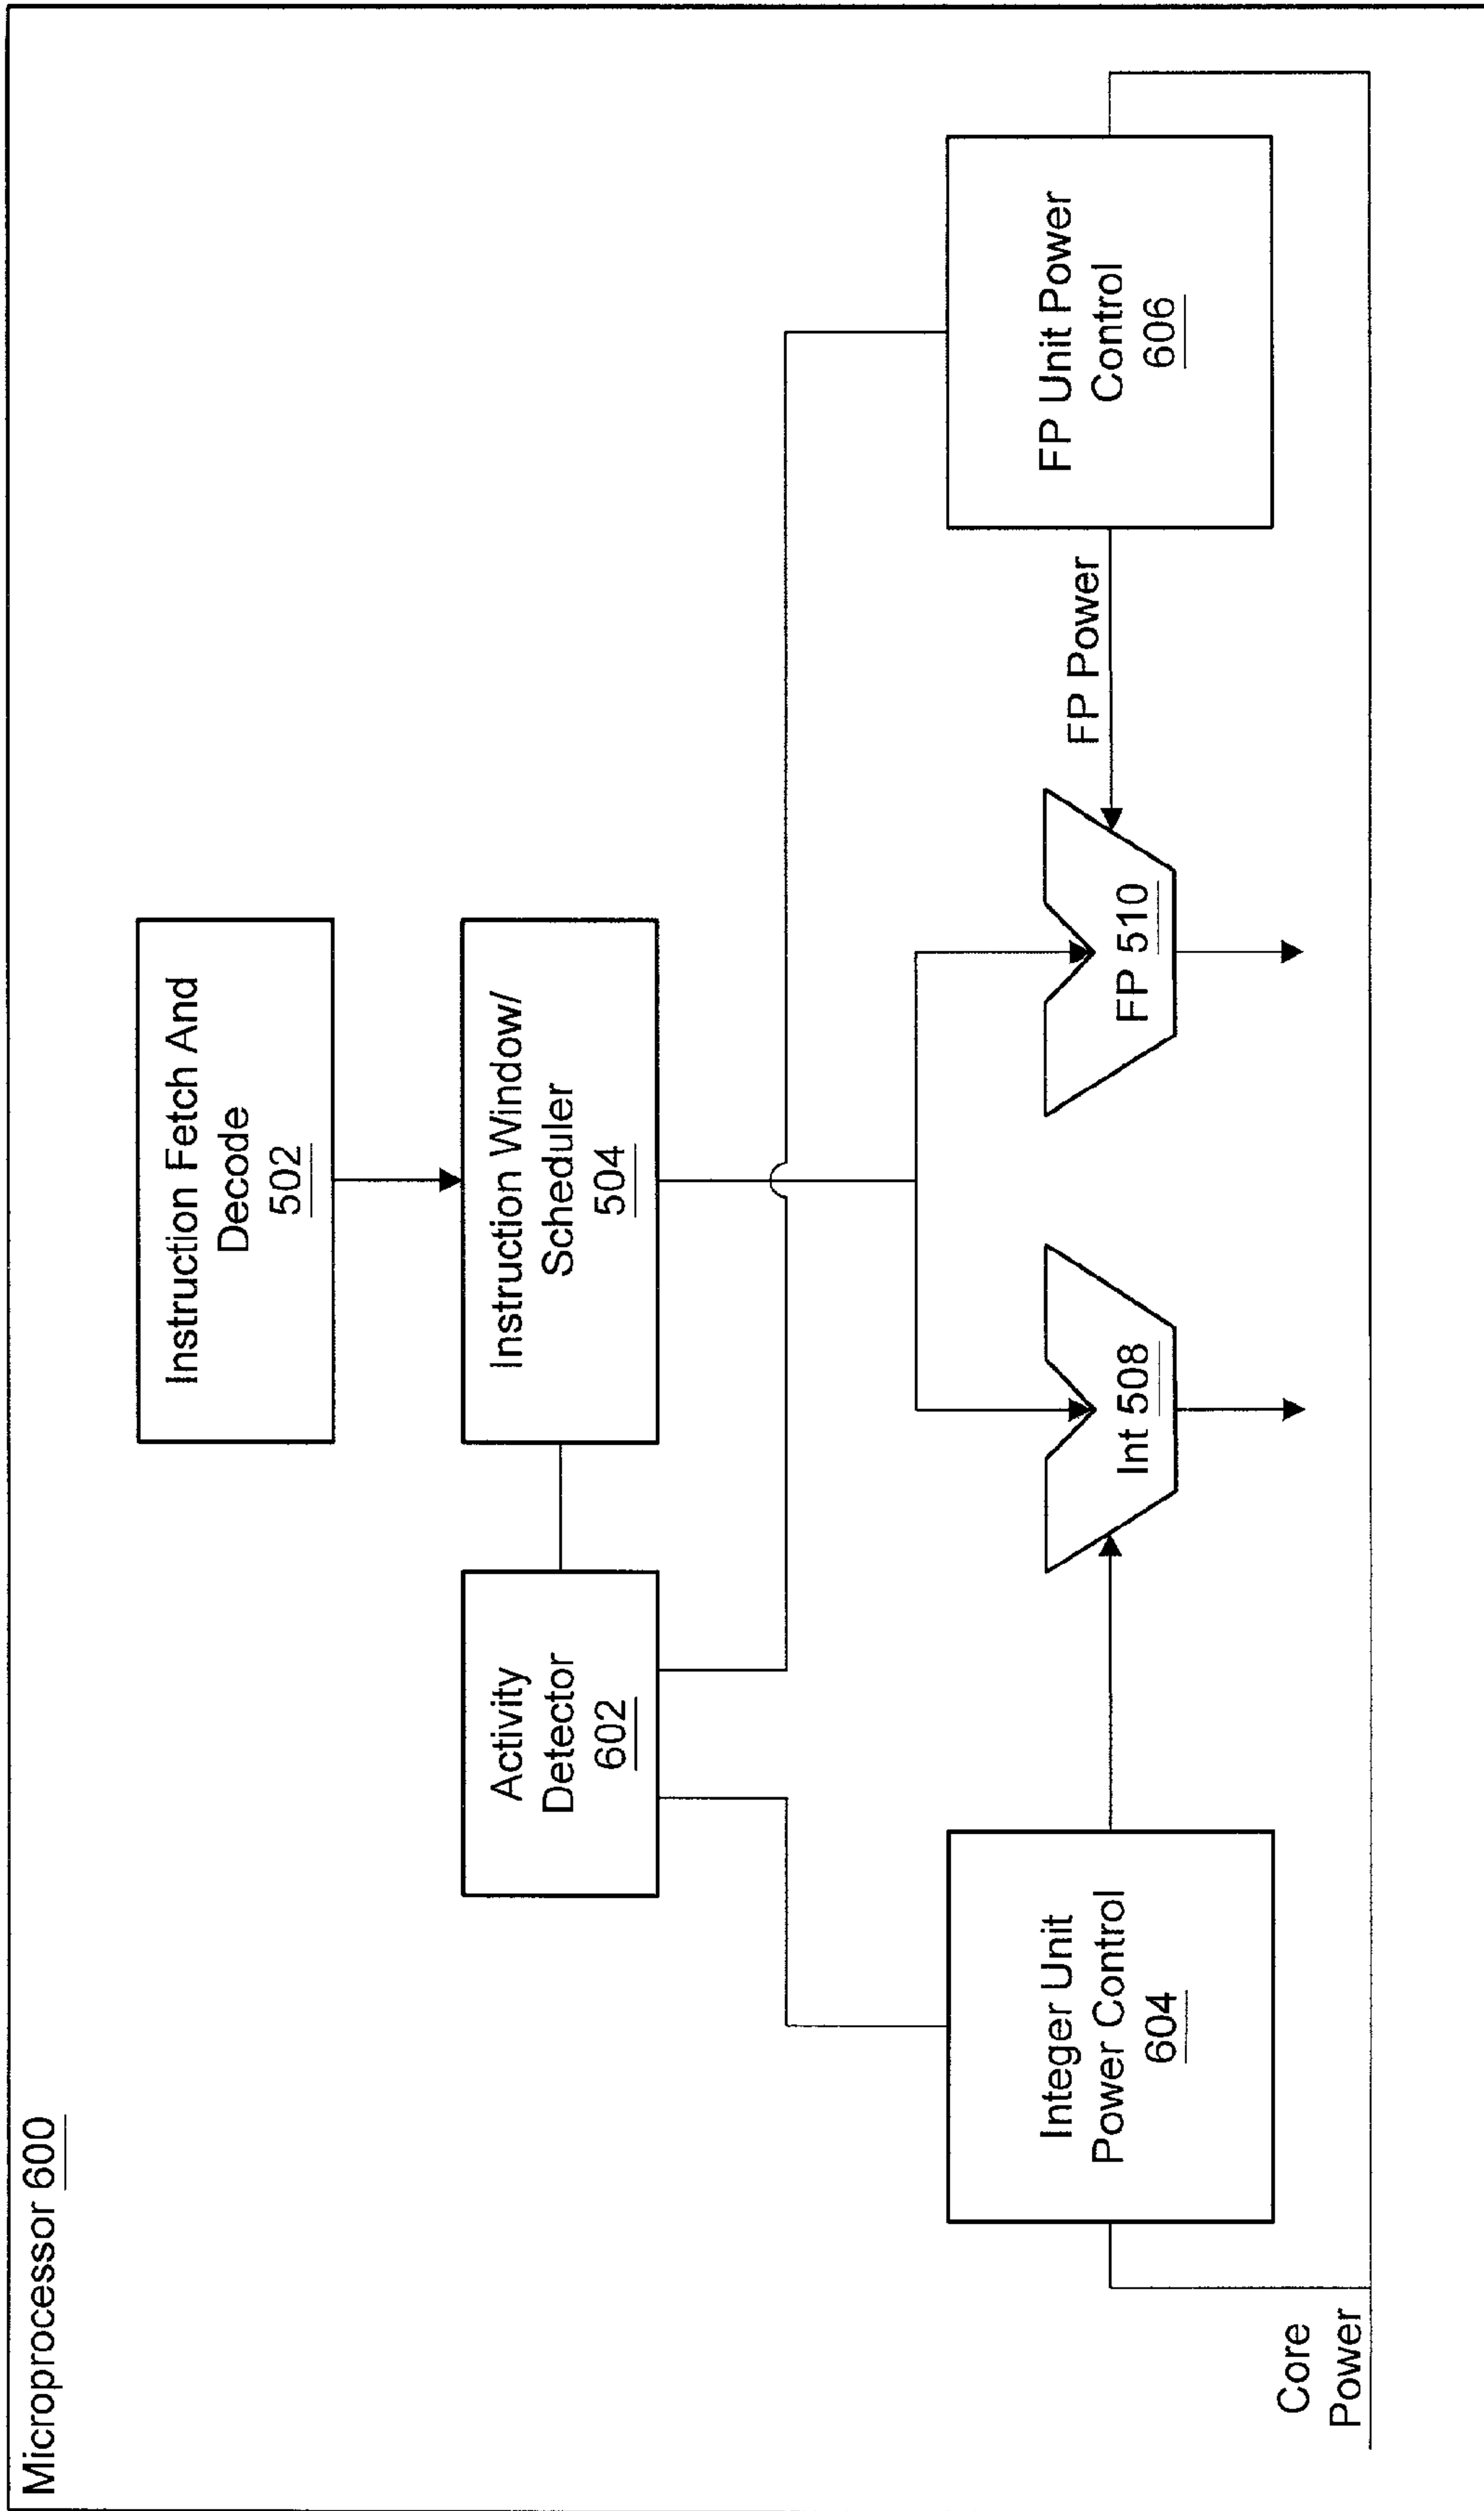 Microprocessor 600
Instruction Fetch And
Decode
502
Activity
Detector
602
Instruction Window/
Scheduler
504
Integer Unit
Power Control
604
Int 508
FP 510
FP Power
FP Unit Power
Control
606
Core
Power